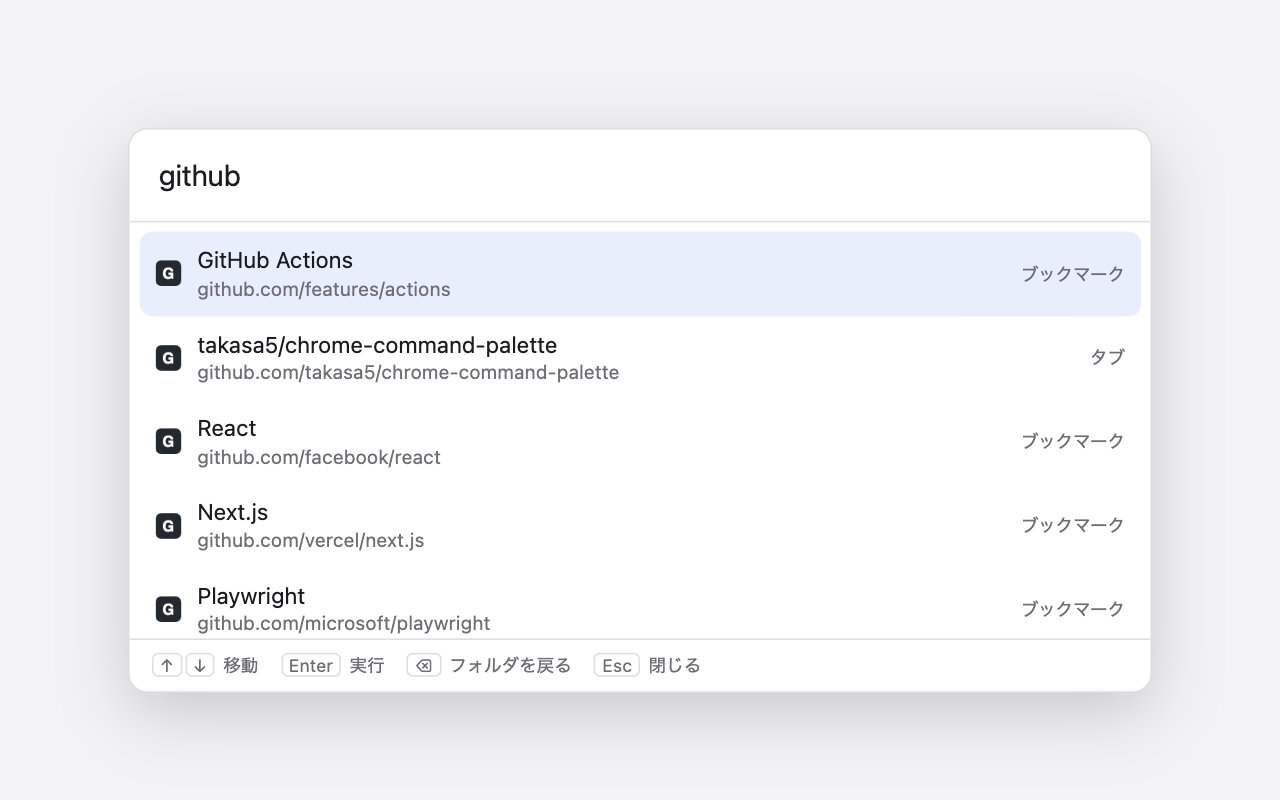 github
G GitHub Actions ブックマーク
github.com/features/actions
G takasa5/chrome-command-palette タブ
github.com/takasa5/chrome-command-palette
G React ブックマーク
github.com/facebook/react
G Next.js ブックマーク
github.com/vercel/next.js
G Playwright ブックマーク
github.com/microsoft/playwright
↑ ↓ 移動 Enter 実行 ⌫ フォルダを戻る Esc 閉じる